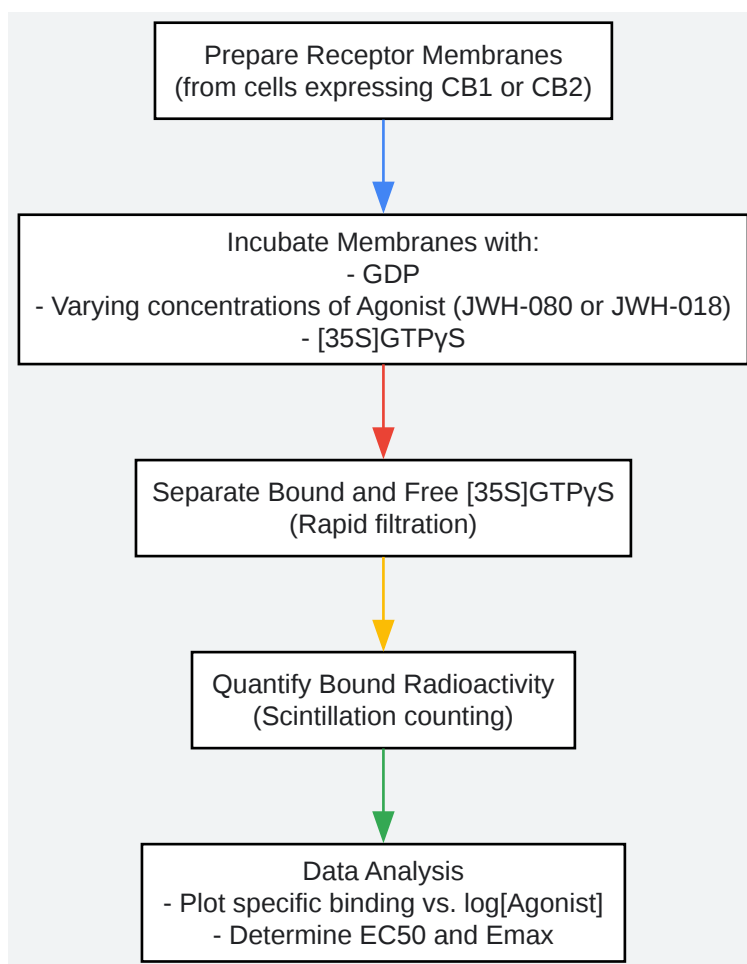 Prepare Receptor Membranes
(from cells expressing CB1 or CB2)
Incubate Membranes with:
- GDP
- Varying concentrations of Agonist (JWH-080 or JWH-018)
- [35S]GTPγS
Separate Bound and Free [35S]GTPγS
(Rapid filtration)
Quantify Bound Radioactivity
(Scintillation counting)
Data Analysis
- Plot specific binding vs. log[Agonist]
- Determine EC50 and Emax